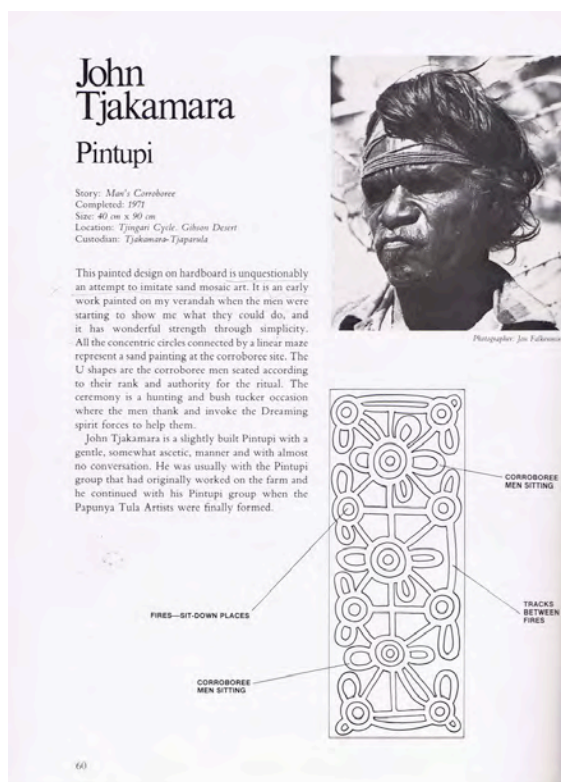 John
Tjakamara
Pintupi
Story: Man's Corroboree
Completed: 1971
Size: 40 cm x 90 cm
Location: Tjingari Cycle. Gibson Desert
Custodian: Tjakamara-Tjaparula
This painted design on hardboard is unquestionably
an attempt to imitate sand mosaic art. It is an early
work painted on my verandah when the men were
starting to show me what they could do, and
it has wonderful strength through simplicity.
All the concentric circles connected by a linear maze
represent a sand painting at the corroboree site. The
U shapes are the corroboree men seated according
to their rank and authority for the ritual. The
ceremony is a hunting and bush tucker occasion
where the men thank and invoke the Dreaming
spirit forces to help them.
John Tjakamara is a slightly built Pintupi with a
gentle, somewhat ascetic, manner and with almost
no conversation. He was usually with the Pintupi
group that had originally worked on the farm and
he continued with his Pintupi group when the
Papunya Tula Artists were finally formed.
Photographer: Jon
CORROBOREE
MEN SITTING
FIRES—SIT-DOWN PLACES
TRACKS
BETWEEN
FIRES
CORROBOREE
MEN SITTING
60